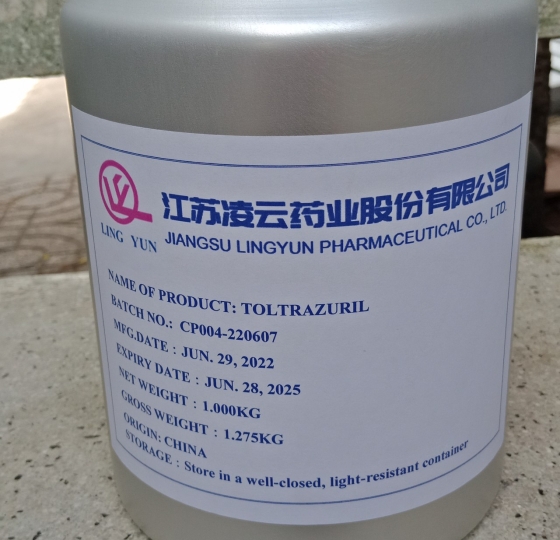 LING YUN
江苏凌云药业股份有限公司
JIANGSU LINGYUN PHARMACEUTICAL CO., LTD.
NAME OF PRODUCT: TOLTRAZURIL
BATCH NO.: CP004-220607
MFG.DATE : JUN. 29, 2022
EXPIRY DATE : JUN. 28, 2025
NET WEIGHT : 1.000KG
GROSS WEIGHT : 1.275KG
ORIGIN: CHINA
STORAGE : Store in a well-closed, light-resistant container